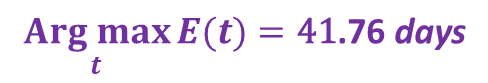 Arg max E(t) = 41.76 days
t